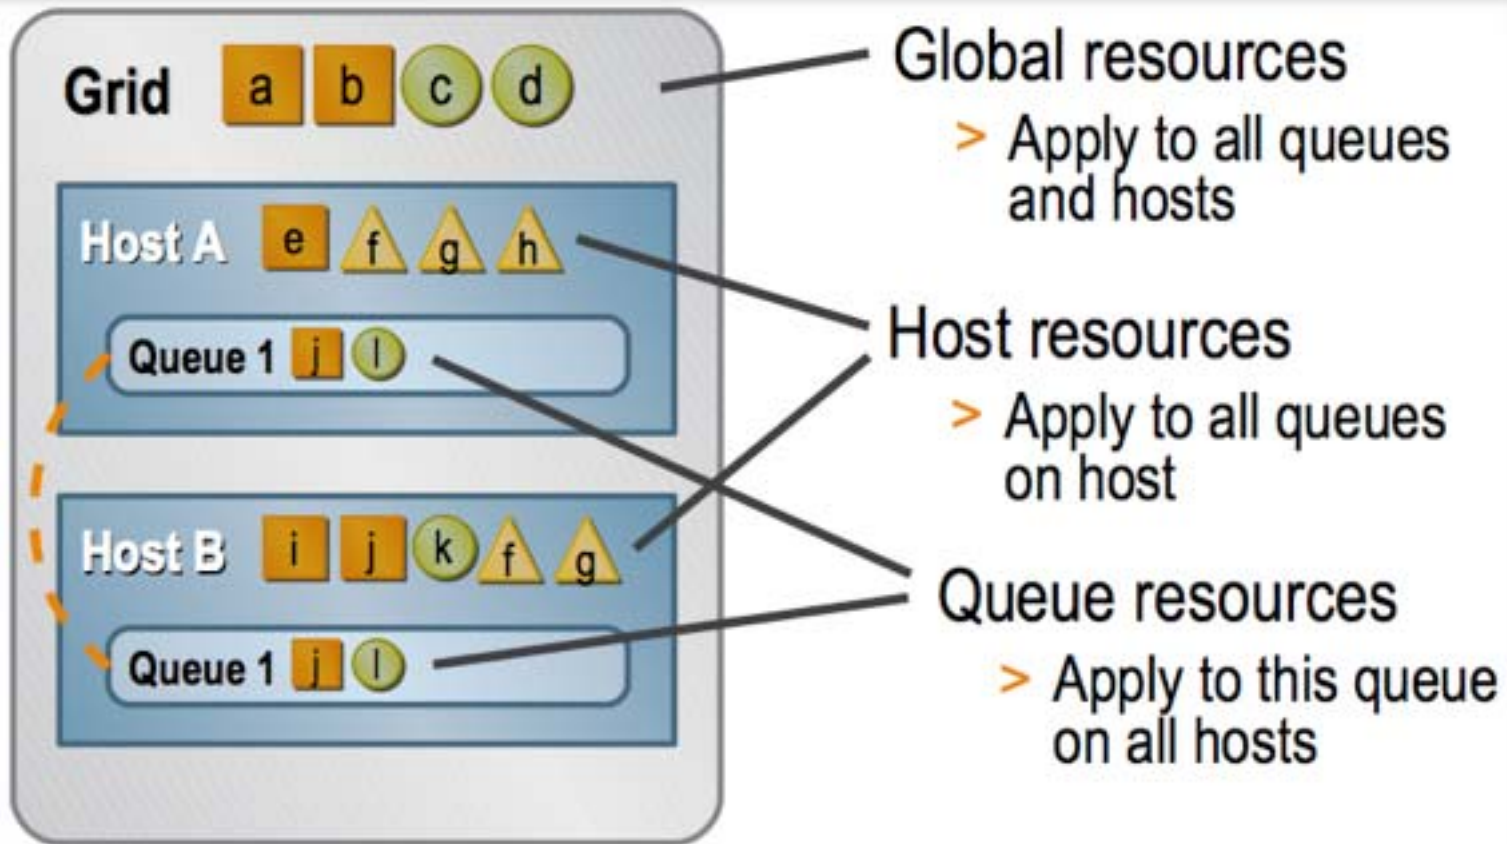 Grid a b c d
Host A e f g h
Queue 1 j l
Host B i j k f g
Queue 1 j l
Global resources
> Apply to all queues
and hosts
Host resources
> Apply to all queues
on host
Queue resources
> Apply to this queue
on all hosts